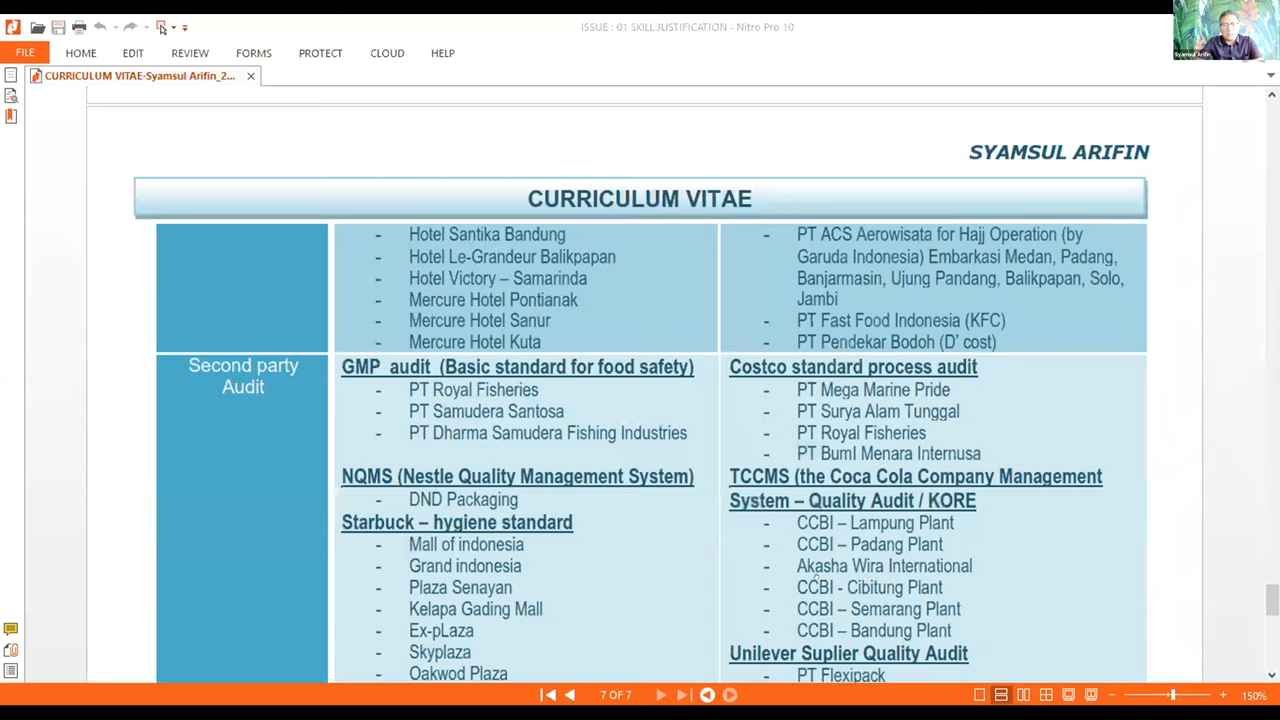 ISSUE : 01 SKILL JUSTIFICATION - Nitro Pro 10
Syamsul Arifin
FILE HOME EDIT REVIEW FORMS PROTECT CLOUD HELP
CURRICULUM VITAE-Syamsul Arifin_2...
SYAMSUL ARIFIN
CURRICULUM VITAE
- Hotel Santika Bandung
- Hotel Le-Grandeur Balikpapan
- Hotel Victory – Samarinda
- Mercure Hotel Pontianak
- Mercure Hotel Sanur
- Mercure Hotel Kuta
- PT ACS Aerowisata for Hajj Operation (by
Garuda Indonesia) Embarkasi Medan, Padang,
Banjarmasin, Ujung Pandang, Balikpapan, Solo,
Jambi
- PT Fast Food Indonesia (KFC)
- PT Pendekar Bodoh (D' cost)
Second party
Audit
GMP audit (Basic standard for food safety)
- PT Royal Fisheries
- PT Samudera Santosa
- PT Dharma Samudera Fishing Industries
NQMS (Nestle Quality Management System)
- DND Packaging
Starbuck – hygiene standard
- Mall of indonesia
- Grand indonesia
- Plaza Senayan
- Kelapa Gading Mall
- Ex-pLaza
- Skyplaza
- Oakwod Plaza
Costco standard process audit
- PT Mega Marine Pride
- PT Surya Alam Tunggal
- PT Royal Fisheries
- PT BumI Menara Internusa
TCCMS (the Coca Cola Company Management
System – Quality Audit / KORE
- CCBI – Lampung Plant
- CCBI – Padang Plant
- Akasha Wira International
- CCBI - Cibitung Plant
- CCBI – Semarang Plant
- CCBI – Bandung Plant
Unilever Suplier Quality Audit
- PT Flexipack
7 OF 7
150%